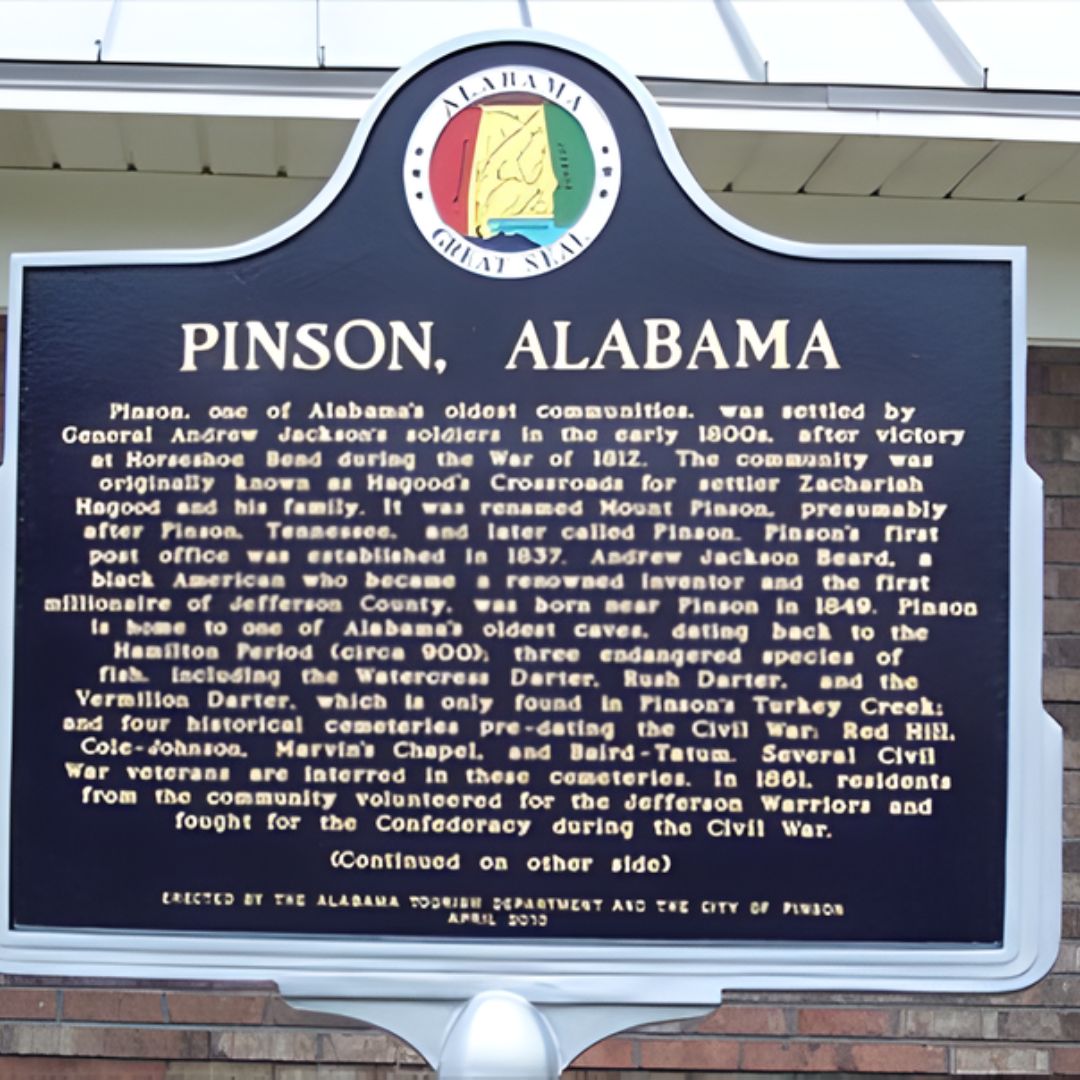 ALABAMA
GREAT SEAL
PINSON, ALABAMA
Pinson, one of Alabama's oldest communities, was settled by
General Andrew Jackson's soldiers in the early 1800s, after victory
at Horseshoe Bend during the War of 1812. The community was
originally known as Hagood's Crossroads for settler Zachariah
Hagood and his family. It was renamed Mount Pinson, presumably
after Pinson, Tennessee, and later called Pinson. Pinson's first
post office was established in 1837. Andrew Jackson Beard, a
black American who became a renowned inventor and the first
millionaire of Jefferson County, was born near Pinson in 1849. Pinson
is home to one of Alabama's oldest caves, dating back to the
Hamilton Period (circa 900); three endangered species of
fish, including the Watercress Darter, Rush Darter, and the
Vermilion Darter, which is only found in Pinson's Turkey Creek;
and four historical cemeteries pre-dating the Civil War: Red Hill,
Cole-Johnson, Marvin's Chapel, and Baird-Tatum. Several Civil
War veterans are interred in these cemeteries. In 1861, residents
from the community volunteered for the Jefferson Warriors and
fought for the Confederacy during the Civil War.
(Continued on other side)
ERECTED BY THE ALABAMA TOURISM DEPARTMENT AND THE CITY OF PINSON
APRIL